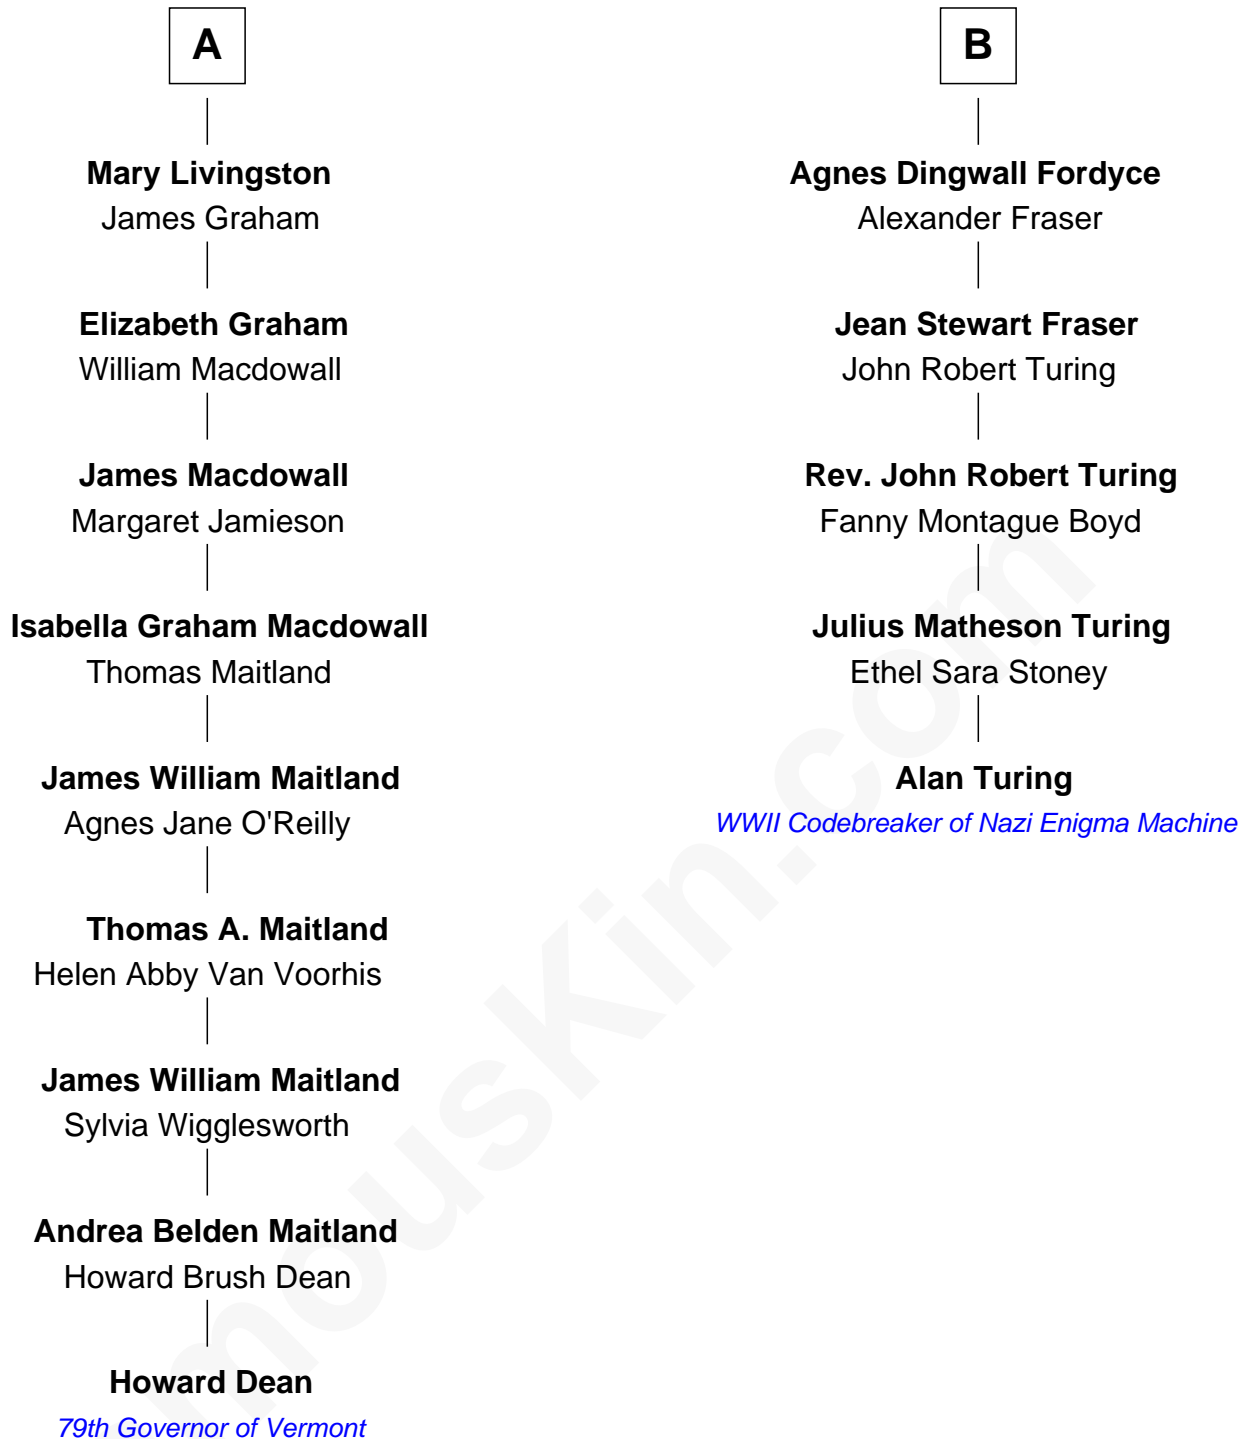 A
Mary Livingston
James Graham
Elizabeth Graham
William Macdowall
James Macdowall
Margaret Jamieson
Isabella Graham Macdowall
Thomas Maitland
James William Maitland
Agnes Jane O'Reilly
Thomas A. Maitland
Helen Abby Van Voorhis
James William Maitland
Sylvia Wigglesworth
Andrea Belden Maitland
Howard Brush Dean
Howard Dean
79th Governor of Vermont
B
Agnes Dingwall Fordyce
Alexander Fraser
Jean Stewart Fraser
John Robert Turing
Rev. John Robert Turing
Fanny Montague Boyd
Julius Matheson Turing
Ethel Sara Stoney
Alan Turing
WWII Codebreaker of Nazi Enigma Machine
mousKin.com